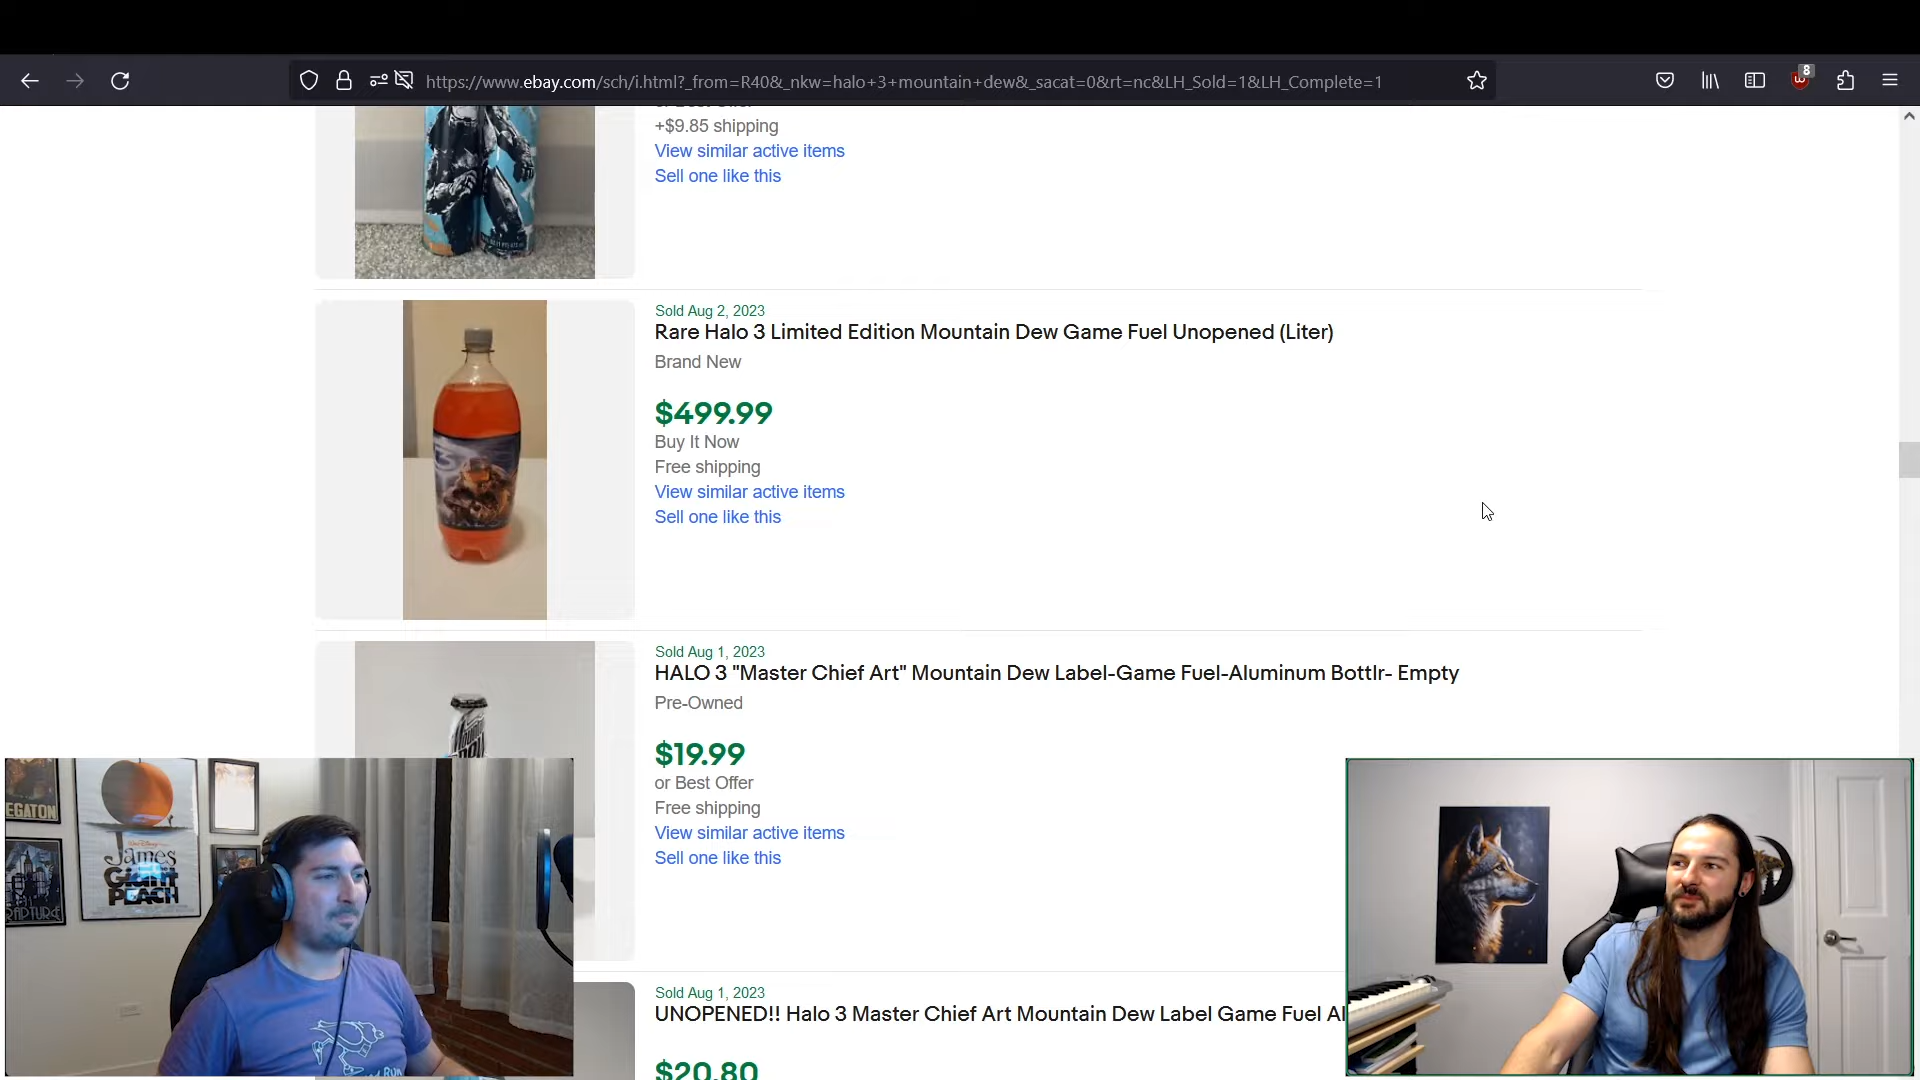 https://www.ebay.com/sch/i.html?_from=R40&_nkw=halo+3+mountain+dew&_sacat=0&rt=nc&LH_Sold=1&LH_Complete=1
8
+$9.85 shipping
View similar active items
Sell one like this
Sold Aug 2, 2023
Rare Halo 3 Limited Edition Mountain Dew Game Fuel Unopened (Liter)
Brand New
$499.99
Buy It Now
Free shipping
View similar active items
Sell one like this
Sold Aug 1, 2023
HALO 3 "Master Chief Art" Mountain Dew Label-Game Fuel-Aluminum Bottlr- Empty
Pre-Owned
$19.99
or Best Offer
Free shipping
View similar active items
Sell one like this
Sold Aug 1, 2023
UNOPENED!! Halo 3 Master Chief Art Mountain Dew Label Game Fuel Al
$20.80
EGATON
James
and the
GIANT
PEACH
RAPTURE